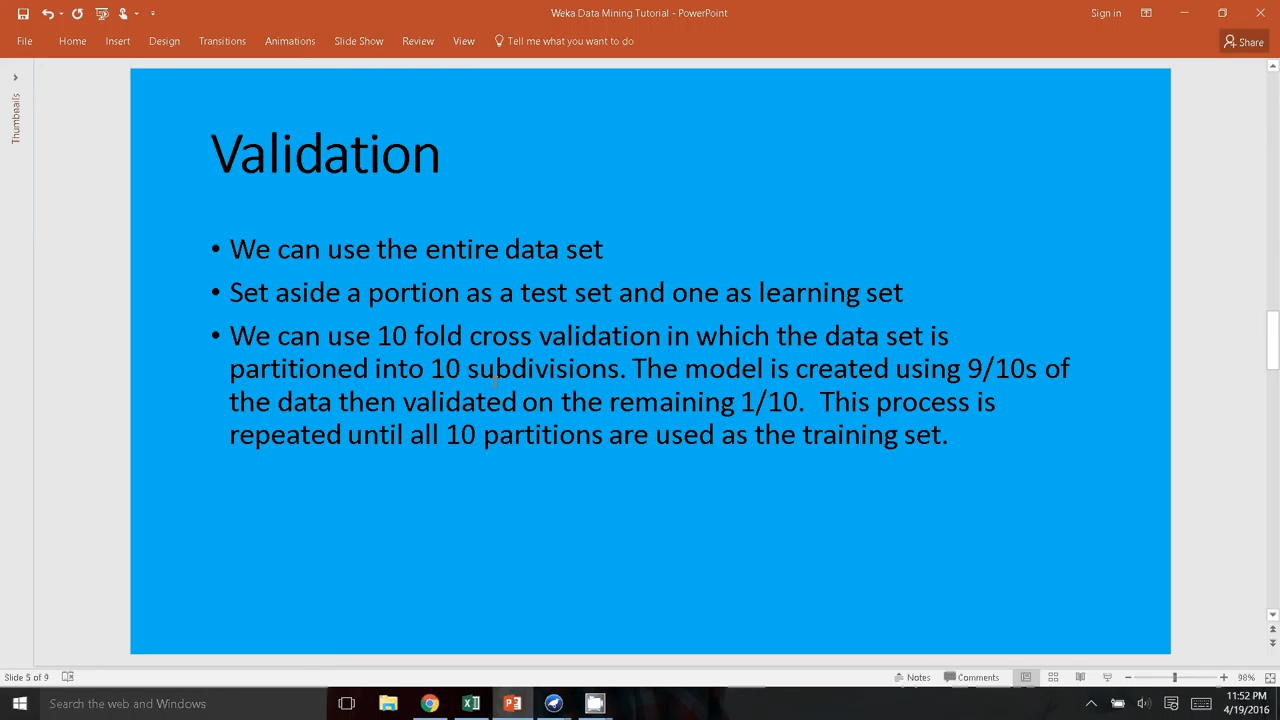 Weka Data Mining Tutorial - PowerPoint
Sign in
File Home Insert Design Transitions Animations Slide Show Review View Tell me what you want to do
Share
Thumbnails
Validation
• We can use the entire data set
• Set aside a portion as a test set and one as learning set
• We can use 10 fold cross validation in which the data set is
partitioned into 10 subdivisions. The model is created using 9/10s of
the data then validated on the remaining 1/10. This process is
repeated until all 10 partitions are used as the training set.
Slide 5 of 9
Notes Comments
98%
Search the web and Windows
11:52 PM
4/19/2016